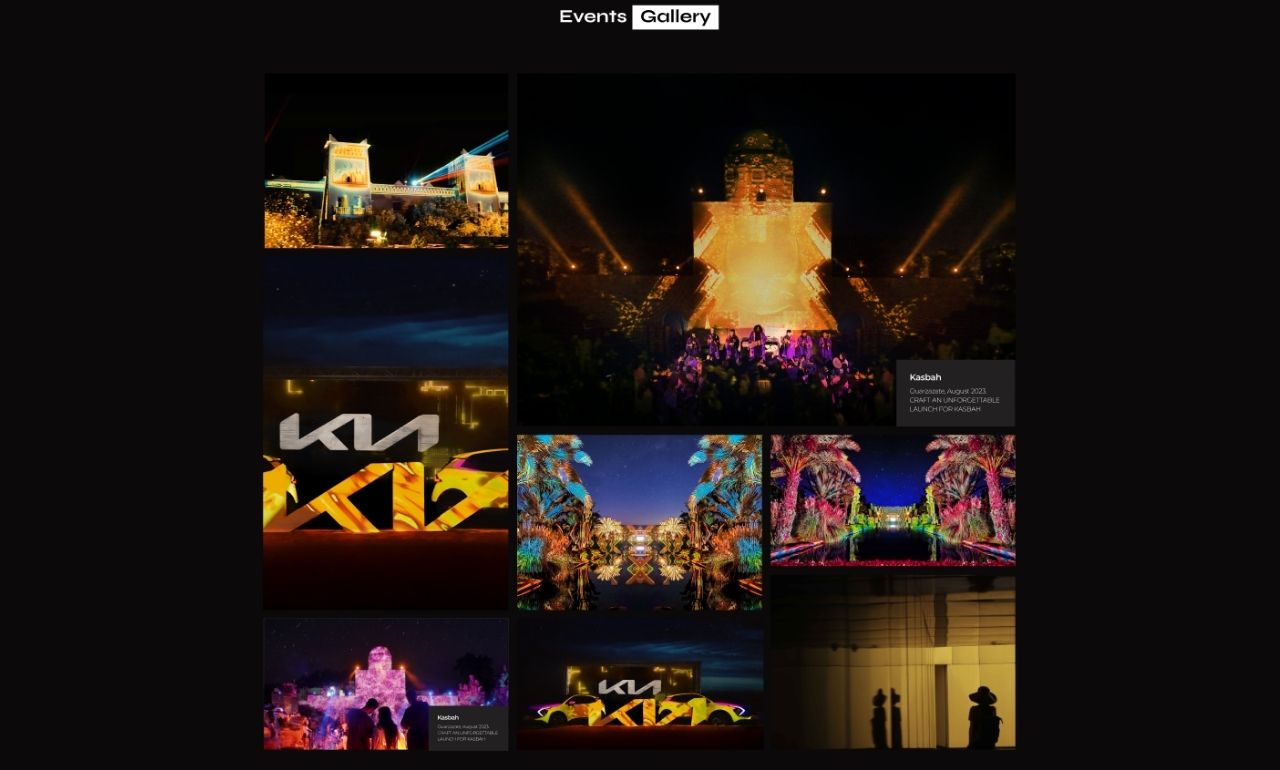 Events Gallery
Kasbah
Ouarzazate, August 2023.
CRAFT AN UNFORGETTABLE
LAUNCH FOR KASBAH
KIA
KIA
KIA
KIA
Kasbah
Ouarzazate, August 2023.
CRAFT AN UNFORGETTABLE
LAUNCH FOR KASBAH